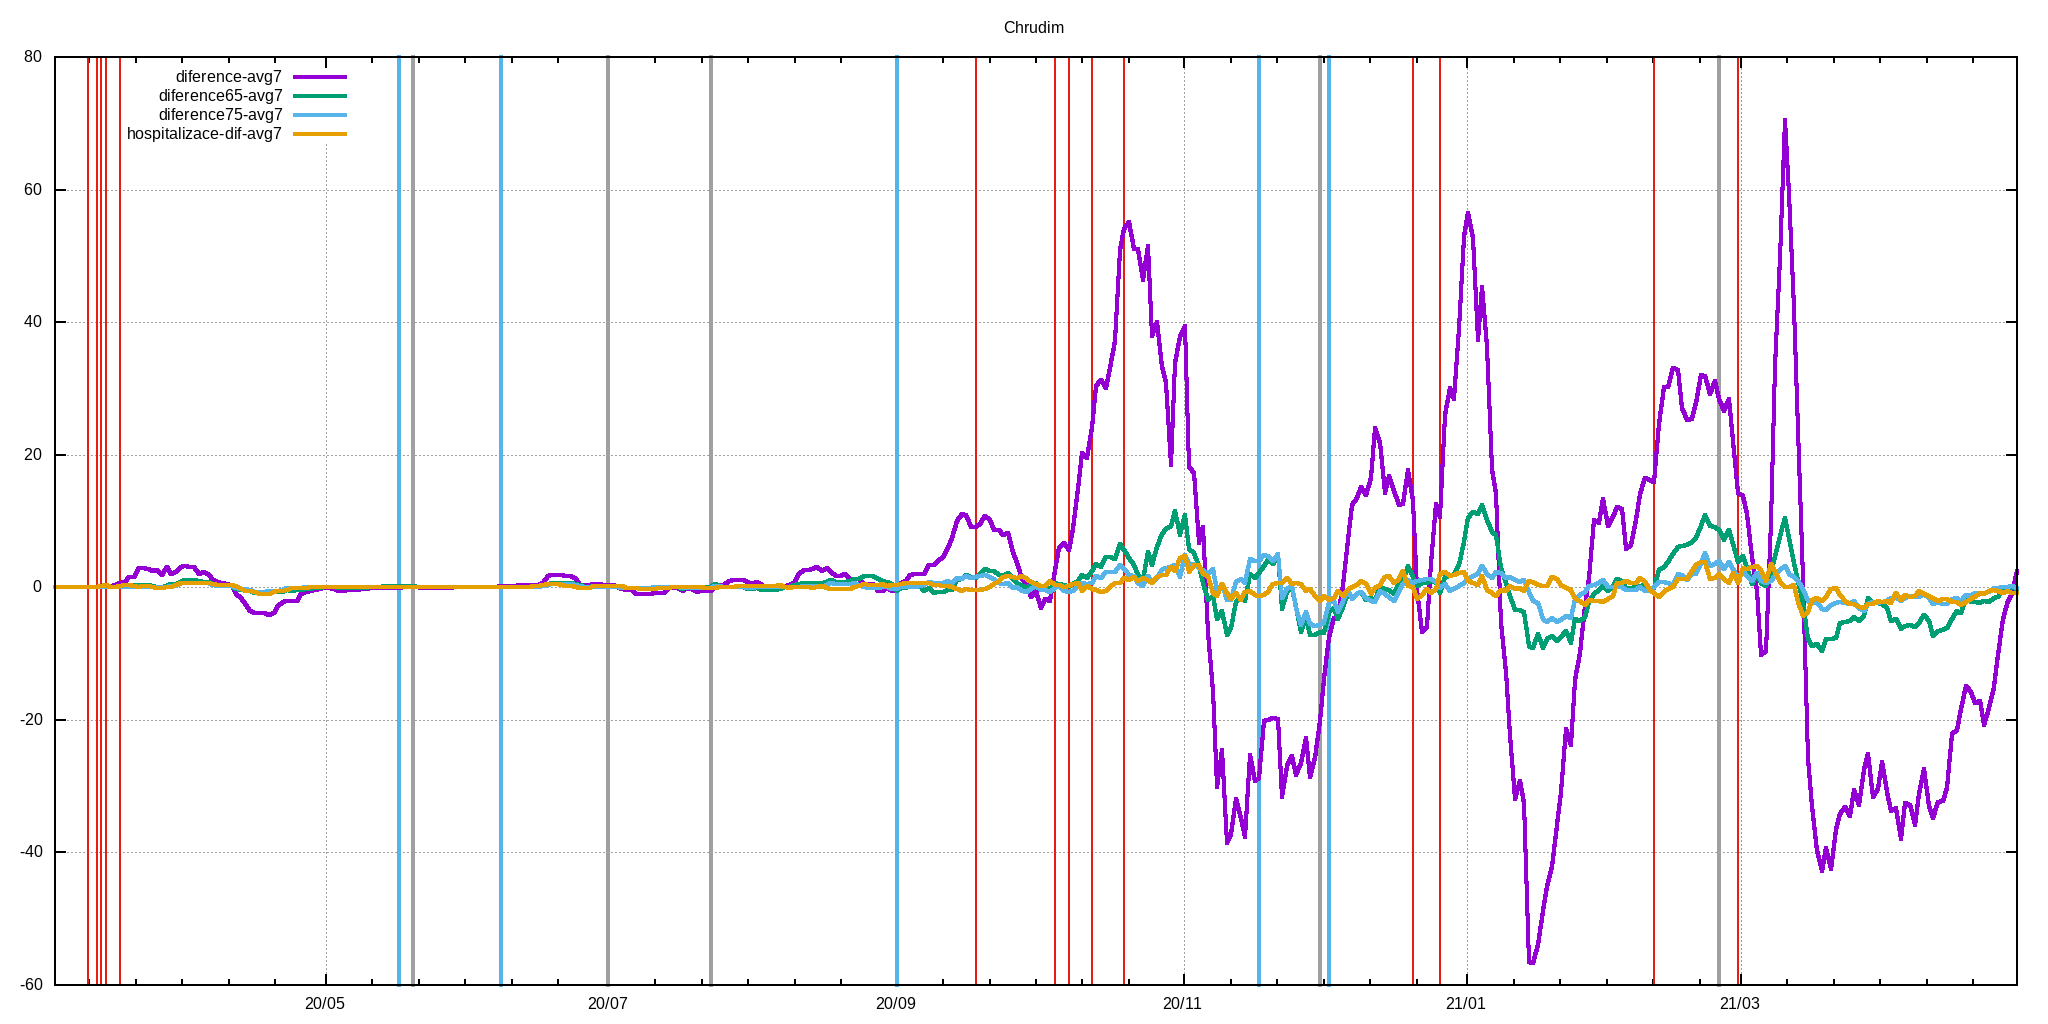 Chrudim
80
60
40
20
0
-20
-40
-60
diference-avg7
diference65-avg7
diference75-avg7
hospitalizace-dif-avg7
20/05
20/07
20/09
20/11
21/01
21/03